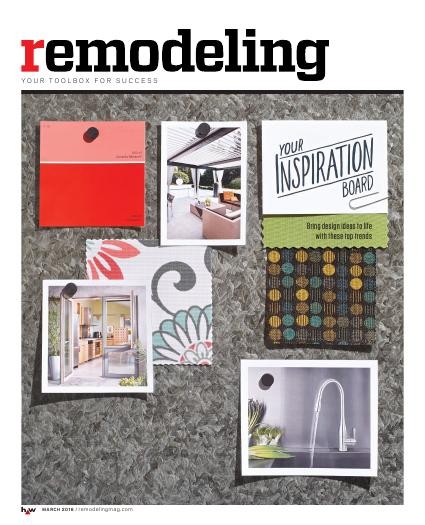 remodeling
YOUR TOOLBOX FOR SUCCESS
YOUR
INSPIRATION
BOARD
Bring design ideas to life
with these top trends
MARCH 2016 / remodelingmag.com